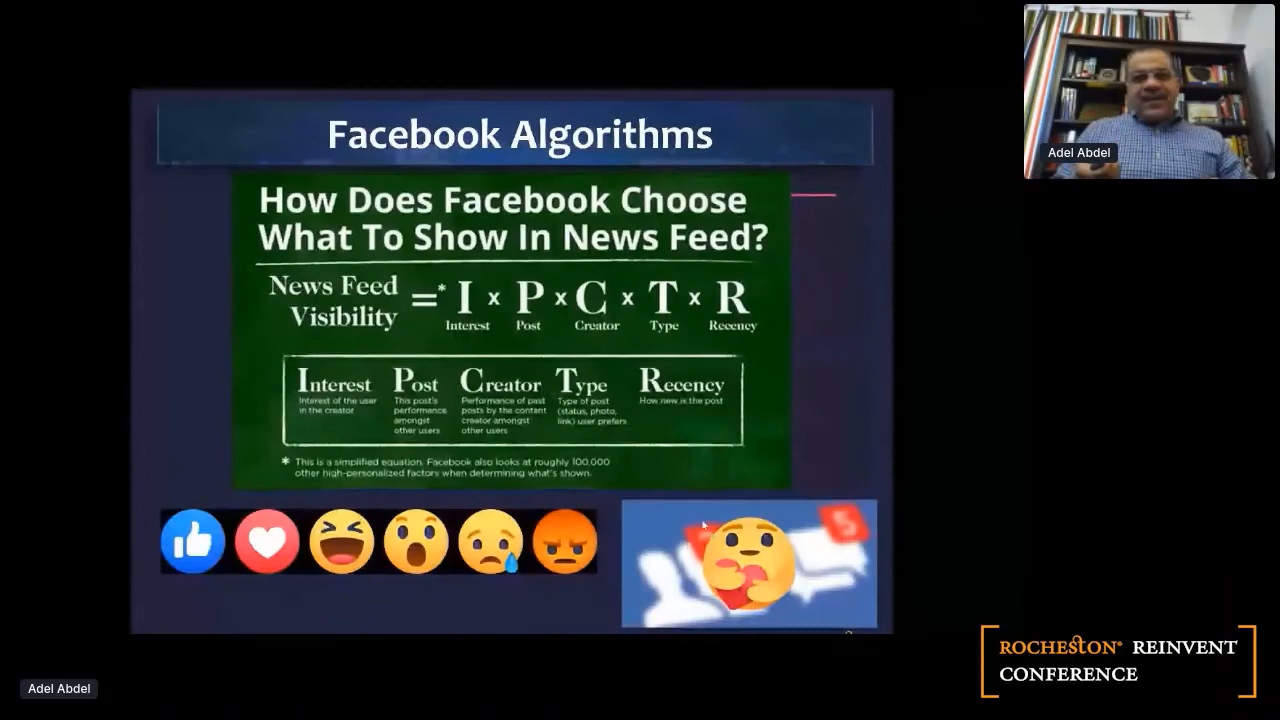 Adel Abdel
Facebook Algorithms
How Does Facebook Choose
What To Show In News Feed?
News Feed
Visibility
=* I x P x C x T x R
Interest Post Creator Type Recency
Interest Post Creator Type Recency
Interest of the user
in the creator
This post's
performance
amongst
other users
Performance of past
posts by the content
creator amongst
other users
Type of post
(status, photo,
link) user prefers
How new is the post
* This is a simplified equation. Facebook also looks at roughly 100,000
other high-personalized factors when determining what's shown.
5
ROCHESTON® REINVENT
CONFERENCE
Adel Abdel